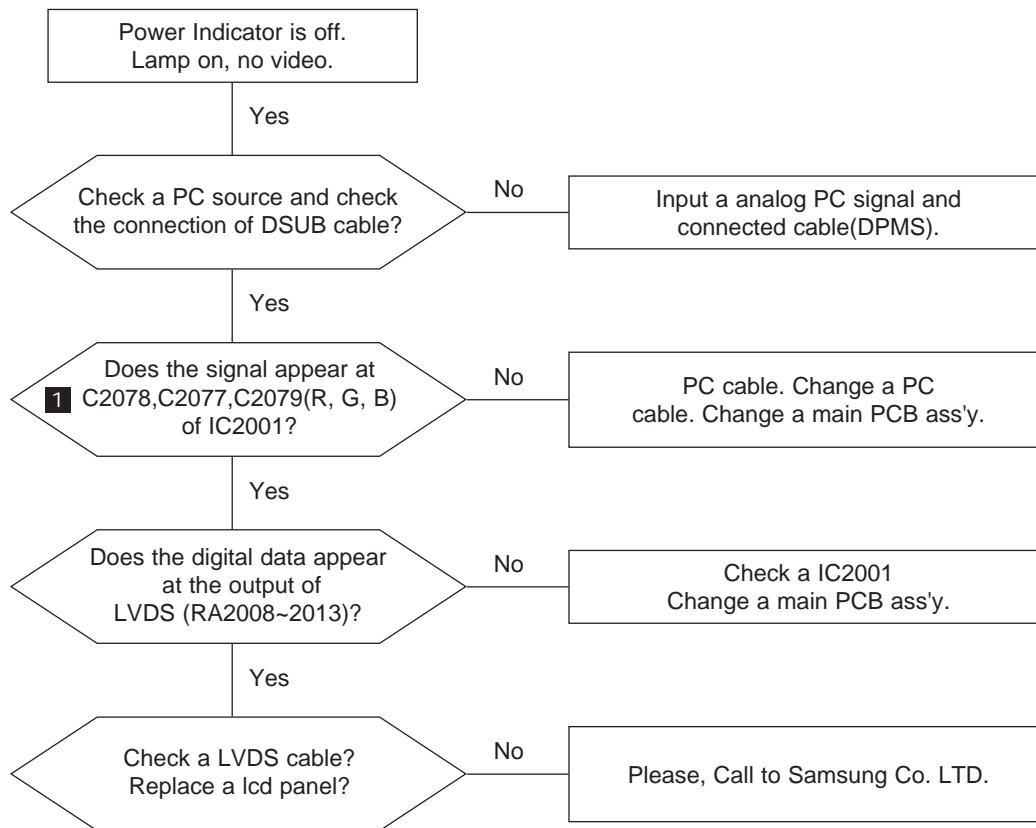 Power Indicator is off.
Lamp on, no video.
Yes
Check a PC source and check
the connection of DSUB cable?
No
Input a analog PC signal and
connected cable(DPMS).
Yes
Does the signal appear at
1 C2078,C2077,C2079(R, G, B)
of IC2001?
No
PC cable. Change a PC
cable. Change a main PCB ass'y.
Yes
Does the digital data appear
at the output of
LVDS (RA2008~2013)?
No
Check a IC2001
Change a main PCB ass'y.
Yes
Check a LVDS cable?
Replace a lcd panel?
No
Please, Call to Samsung Co. LTD.